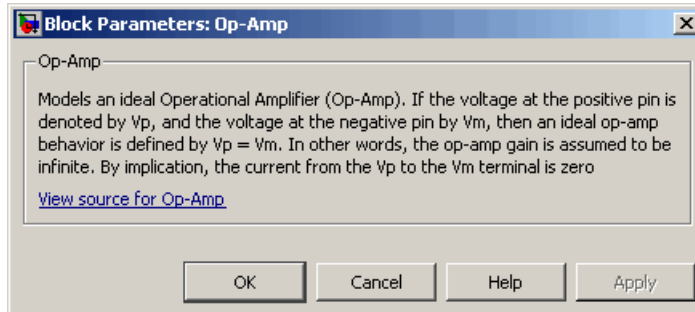 Block Parameters: Op-Amp
Op-Amp
Models an ideal Operational Amplifier (Op-Amp). If the voltage at the positive pin is
denoted by Vp, and the voltage at the negative pin by Vm, then an ideal op-amp
behavior is defined by Vp = Vm. In other words, the op-amp gain is assumed to be
infinite. By implication, the current from the Vp to the Vm terminal is zero
View source for Op-Amp
OK Cancel Help Apply